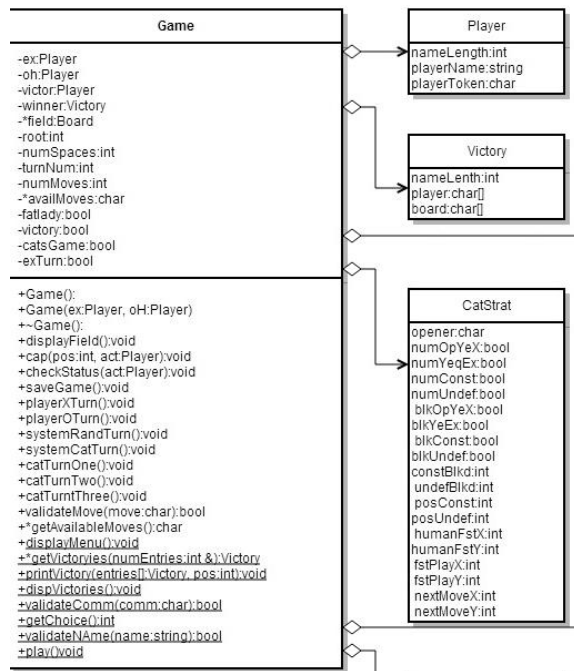 Game
-ex:Player
-oh:Player
-victor:Player
-winner:Victory
-*field:Board
-root:int
-numSpaces:int
-turnNum:int
-numMoves:int
-*availMoves:char
-fatlady:bool
-victory:bool
-catsGame:bool
-exTurn:bool
+Game():
+Game(ex:Player, oH:Player)
+~Game():
+displayField():void
+cap(pos:int, act:Player):void
+checkStatus(act:Player):void
+saveGame():void
+playerXTurn():void
+playerOTurn():void
+systemRandTurn():void
+systemCatTurn():void
+catTurnOne():void
+catTurnTwo():void
+catTurntThree():void
+validateMove(move:char):bool
+*getAvailableMoves():char
+displayMenu():void
+*getVictoryies(numEntries:int &):Victory
+printVictory(entries[]:Victory, pos:int):void
+dispVictories():void
+validateComm(comm:char):bool
+getChoice():int
+validateNAme(name:string):bool
+play()void
Player
nameLength:int
playerName:string
playerToken:char
Victory
nameLenth:int
player:char[]
board:char[]
CatStrat
opener:char
numOpYeX:bool
numYeqEx:bool
numConst:bool
numUndef:bool
blkOpYeX:bool
blkYeEx:bool
blkConst:bool
blkUndef:bool
constBlkd:int
undefBlkd:int
posConst:int
posUndef:int
humanFstX:int
humanFstY:int
fstPlayX:int
fstPlayY:int
nextMoveX:int
nextMoveY:int